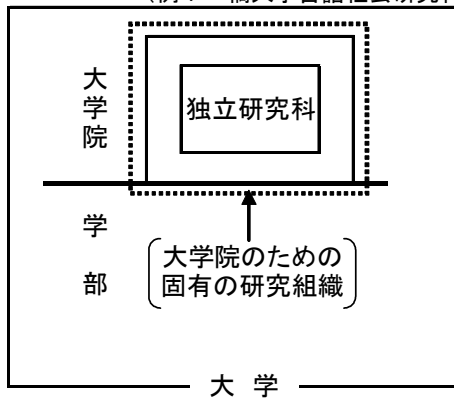 大学院
独立研究科
学部
大学院のための
固有の研究組織
大学